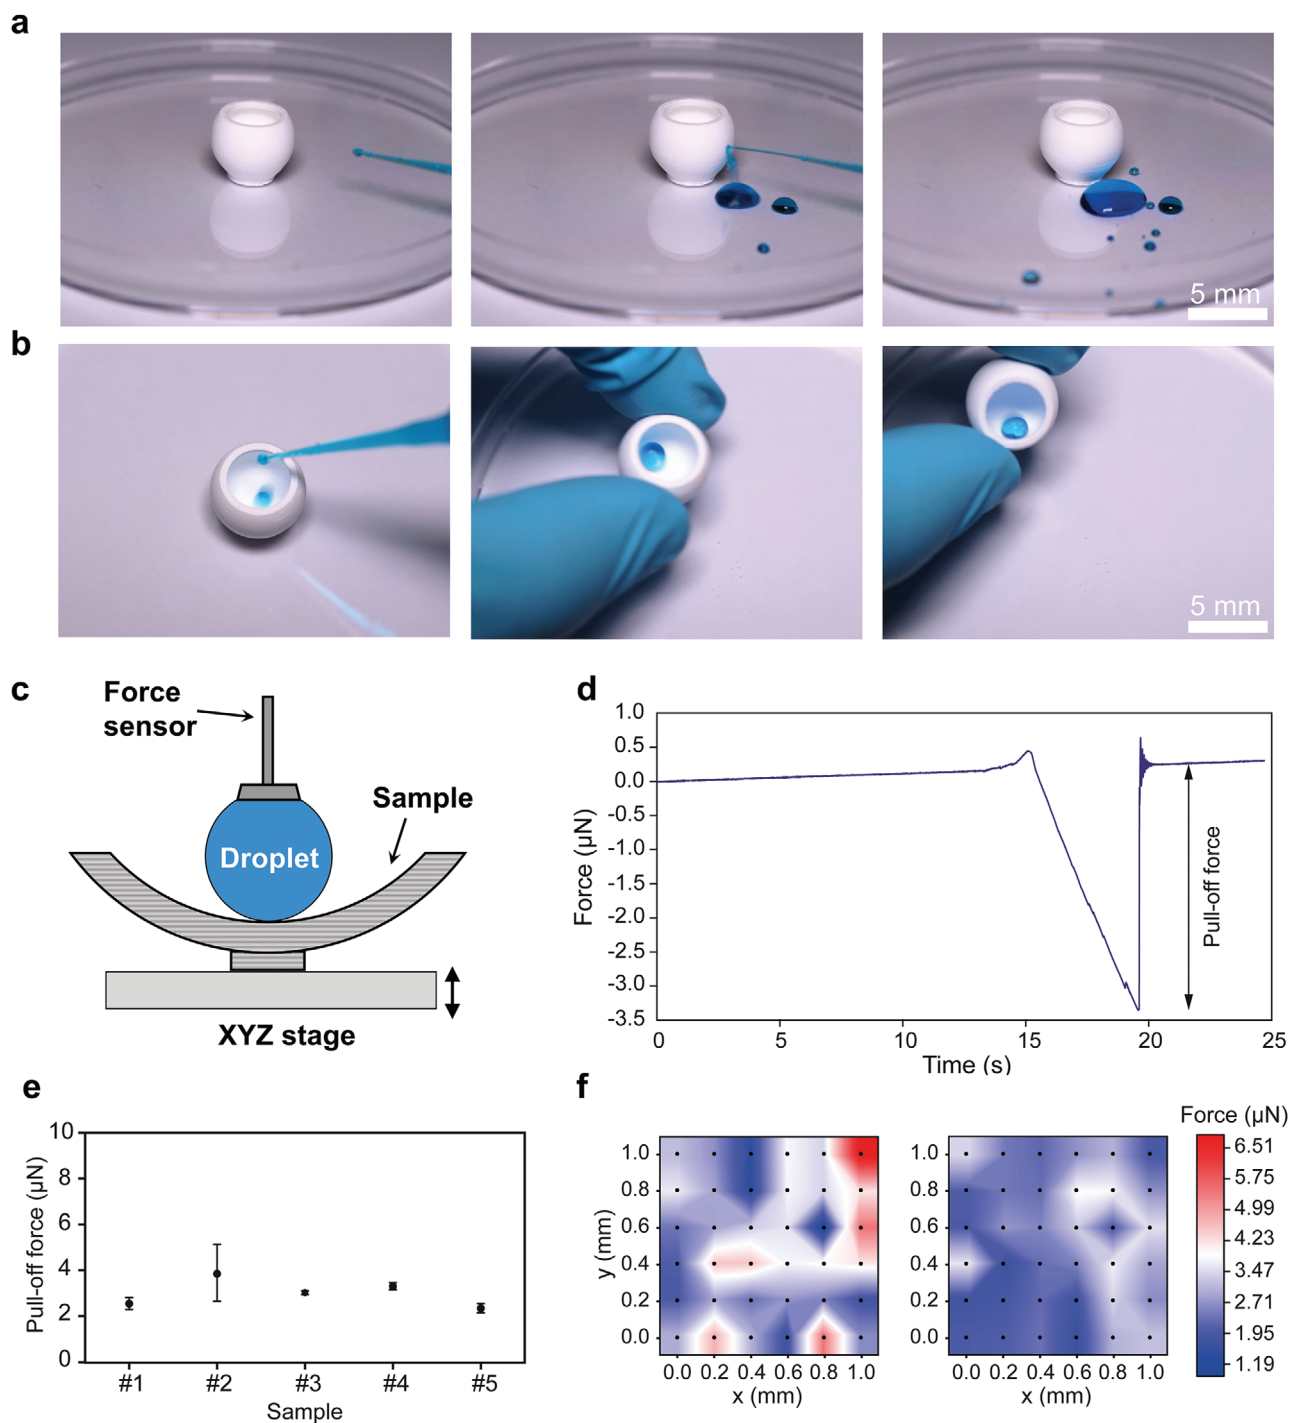 a
5 mm
b
5 mm
c
Force
sensor
Sample
Droplet
XYZ stage
d
1.0
0.5
0.0
-0.5
-1.0
-1.5
-2.0
-2.5
-3.0
-3.5
Force (µN)
Pull-off force
0 5 10 15 20 25
Time (s)
e
10
8
6
4
2
0
Pull-off force (µN)
#1 #2 #3 #4 #5
Sample
f
Force (µN)
1.0
0.8
0.6
0.4
0.2
0.0
y (mm)
0.0 0.2 0.4 0.6 0.8 1.0
x (mm)
1.0
0.8
0.6
0.4
0.2
0.0
0.0 0.2 0.4 0.6 0.8 1.0
x (mm)
6.51
5.75
4.99
4.23
3.47
2.71
1.95
1.19